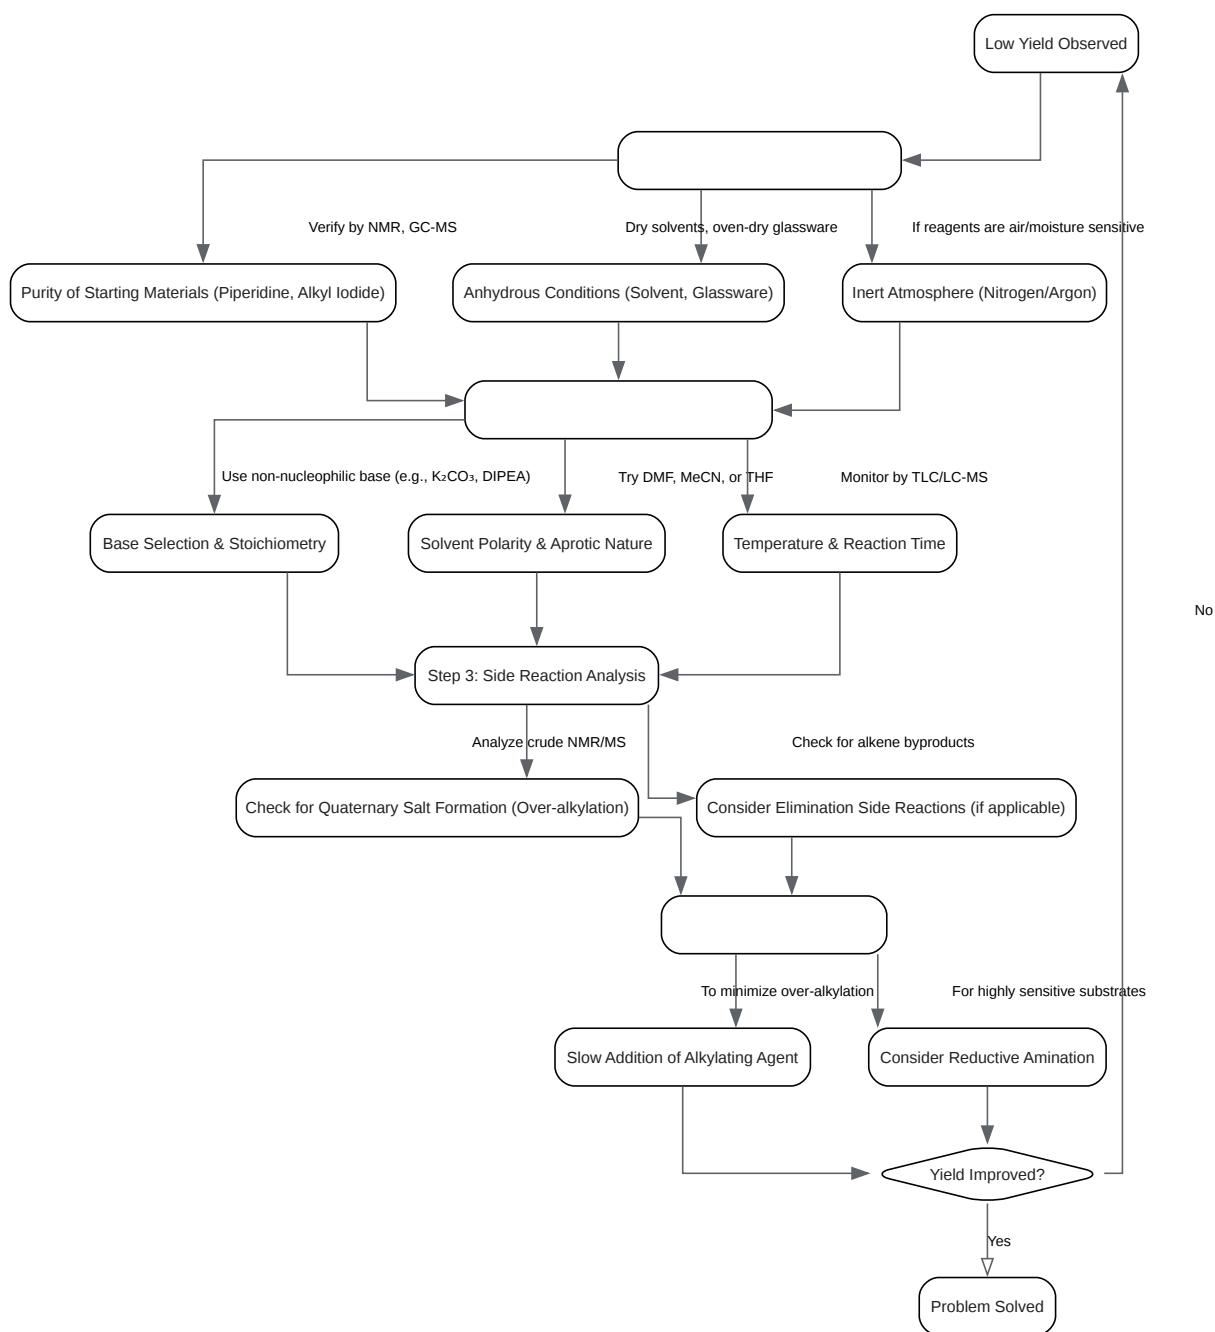 Low Yield Observed
Verify by NMR, GC-MS
Dry solvents, oven-dry glassware
If reagents are air/moisture sensitive
Purity of Starting Materials (Piperidine, Alkyl Iodide)
Anhydrous Conditions (Solvent, Glassware)
Inert Atmosphere (Nitrogen/Argon)
Use non-nucleophilic base (e.g., K₂CO₃, DIPEA)
Try DMF, MeCN, or THF
Monitor by TLC/LC-MS
Base Selection & Stoichiometry
Solvent Polarity & Aprotic Nature
Temperature & Reaction Time
No
Step 3: Side Reaction Analysis
Analyze crude NMR/MS
Check for alkene byproducts
Check for Quaternary Salt Formation (Over-alkylation)
Consider Elimination Side Reactions (if applicable)
To minimize over-alkylation
For highly sensitive substrates
Slow Addition of Alkylating Agent
Consider Reductive Amination
Yield Improved?
Yes
Problem Solved